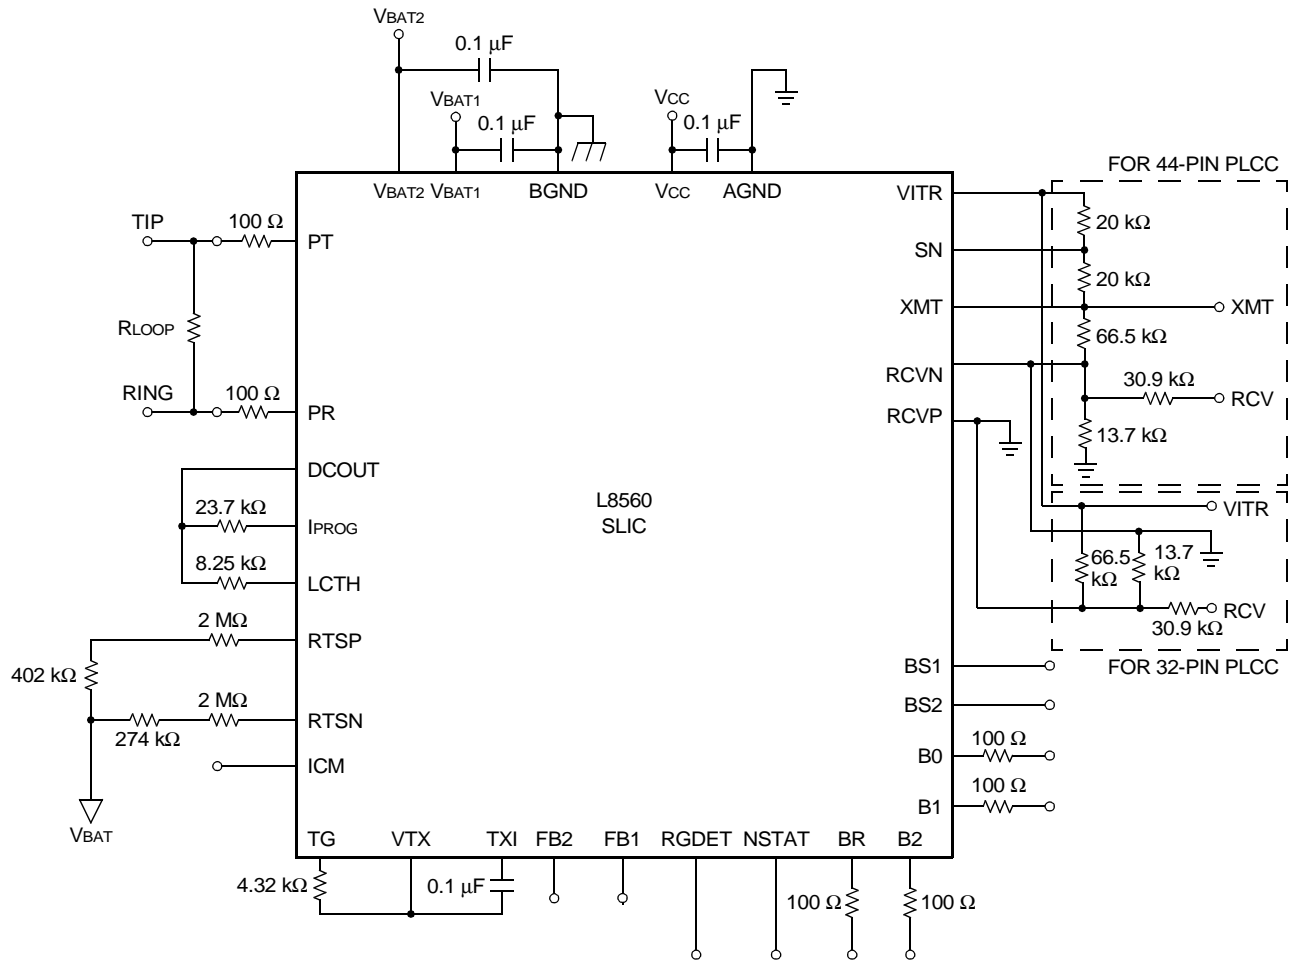 VBAT2
0.1 μF
VBAT1
0.1 μF
VCC
0.1 μF
FOR 44-PIN PLCC
VBAT2
VBAT1
BGND
VCC
AGND
VITR
TIP
100 Ω
PT
20 kΩ
SN
20 kΩ
XMT
XMT
RLOOP
66.5 kΩ
RCVN
30.9 kΩ
RCV
RING
100 Ω
PR
RCVP
13.7 kΩ
DCOUT
L8560
SLIC
23.7 kΩ
IPROG
VITR
8.25 kΩ
LCTH
66.5
kΩ
13.7
kΩ
RCV
30.9 kΩ
2 MΩ
RTSP
402 kΩ
BS1
FOR 32-PIN PLCC
2 MΩ
RTSN
274 kΩ
BS2
ICM
100 Ω
B0
100 Ω
B1
VBAT
TG
VTX
TXI
FB2
FB1
RGDET
NSTAT
BR
B2
4.32 kΩ
0.1 μF
100 Ω
100 Ω